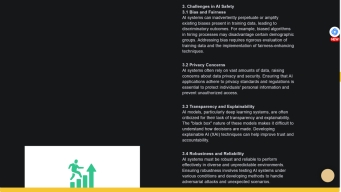 3. Challenges in AI Safety
3.1 Bias and Fairness
AI systems can inadvertently perpetuate or amplify
existing biases present in training data, leading to
discriminatory outcomes. For example, biased algorithms
in hiring processes may disadvantage certain demographic
groups. Addressing bias requires rigorous evaluation of
training data and the implementation of fairness-enhancing
techniques.
3.2 Privacy Concerns
AI systems often rely on vast amounts of data, raising
concerns about data privacy and security. Ensuring that AI
applications adhere to privacy standards and regulations is
essential to protect individuals' personal information and
prevent unauthorized access.
3.3 Transparency and Explainability
AI models, particularly deep learning systems, are often
criticized for their lack of transparency and explainability.
The "black box" nature of these models makes it difficult to
understand how decisions are made. Developing
explainable AI (XAI) techniques can help improve trust and
accountability.
3.4 Robustness and Reliability
AI systems must be robust and reliable to perform
effectively in diverse and unpredictable environments.
Ensuring robustness involves testing AI systems under
various conditions and developing methods to handle
adversarial attacks and unexpected scenarios.